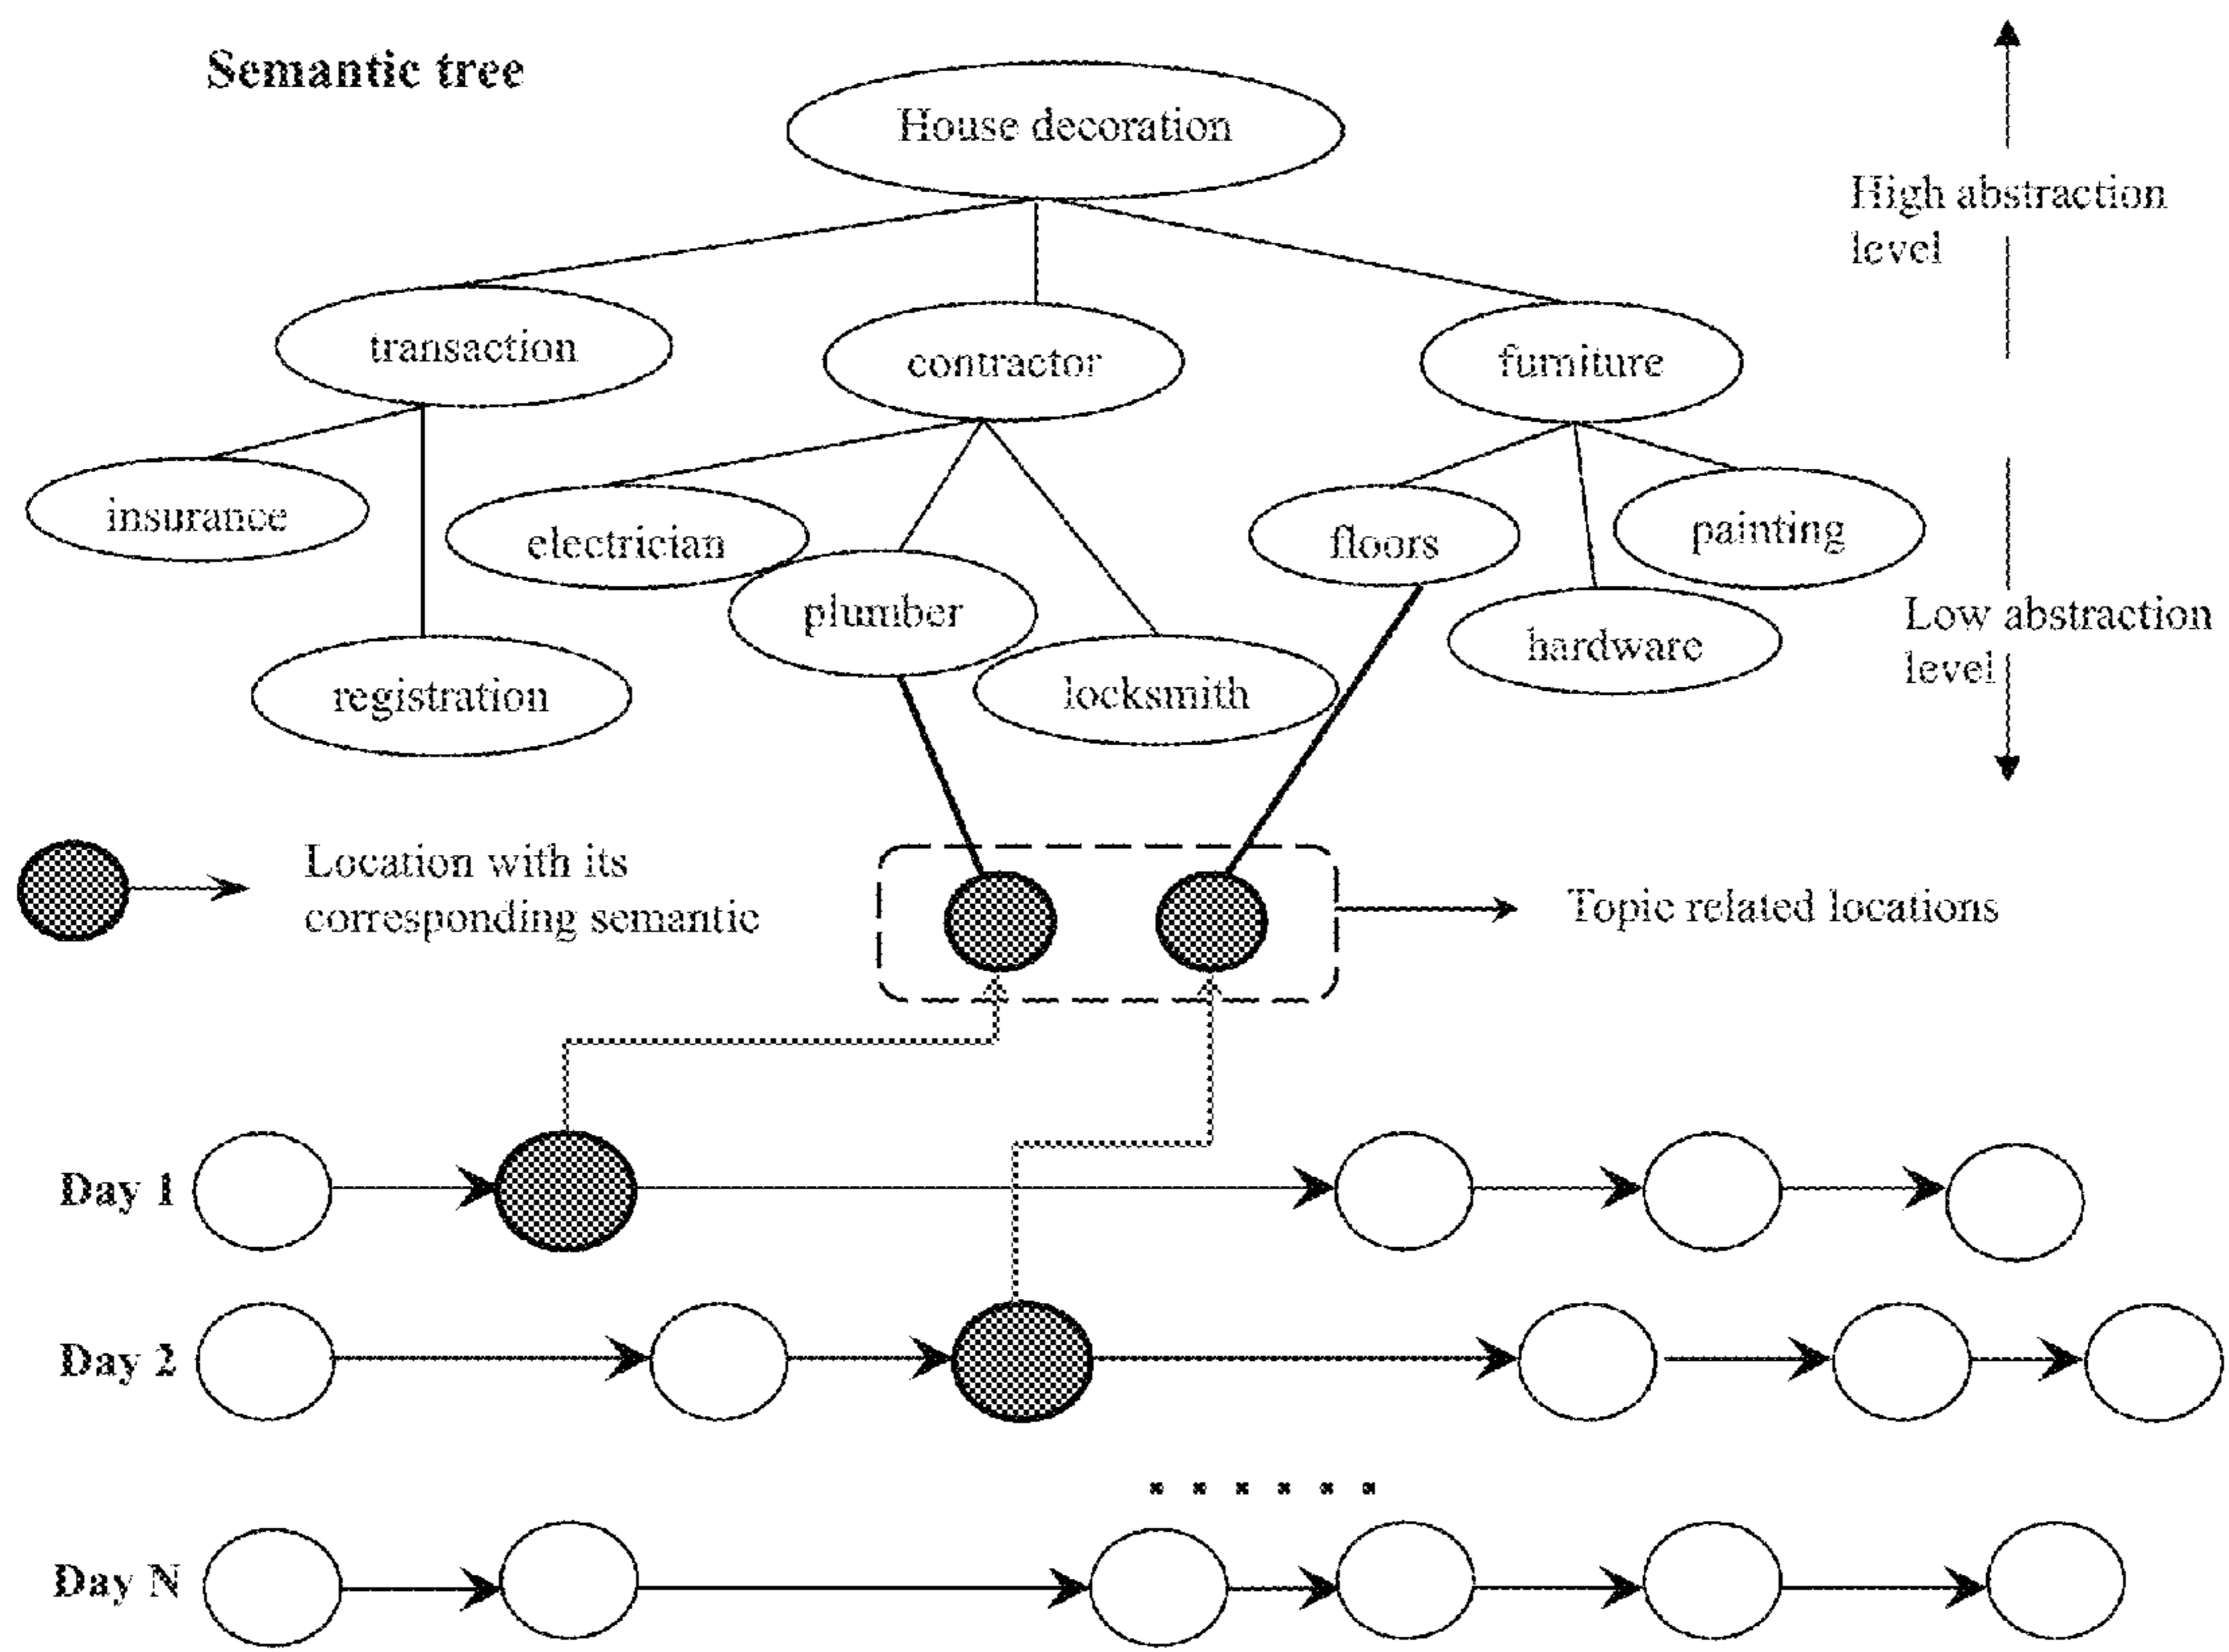 Semantic tree
House decoration
High abstraction
level
transaction
contractor
furniture
insurance
electrician
floors
painting
plumber
hardware
Low abstraction
level
registration
locksmith
Location with its
corresponding semantic
Topic related locations
Day 1
Day 2
......
Day N